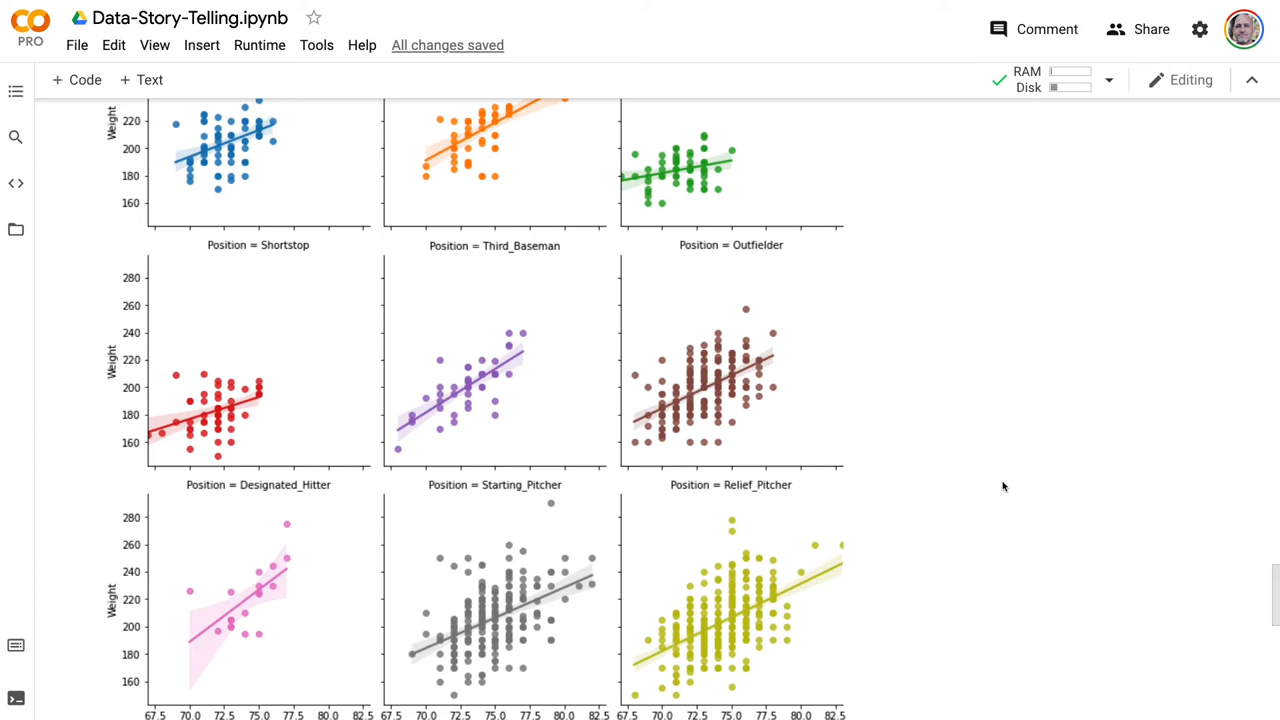 Data-Story-Telling.ipynb
PRO
File Edit View Insert Runtime Tools Help All changes saved
Comment Share
+ Code + Text
RAM
Disk
Editing
Weight
220
200
180
160
Position = Shortstop Position = Third_Baseman Position = Outfielder
Weight
280
260
240
220
200
180
160
Position = Designated_Hitter Position = Starting_Pitcher Position = Relief_Pitcher
Weight
280
260
240
220
200
180
160
67.5 70.0 72.5 75.0 77.5 80.0 82.5 67.5 70.0 72.5 75.0 77.5 80.0 82.5 67.5 70.0 72.5 75.0 77.5 80.0 82.5